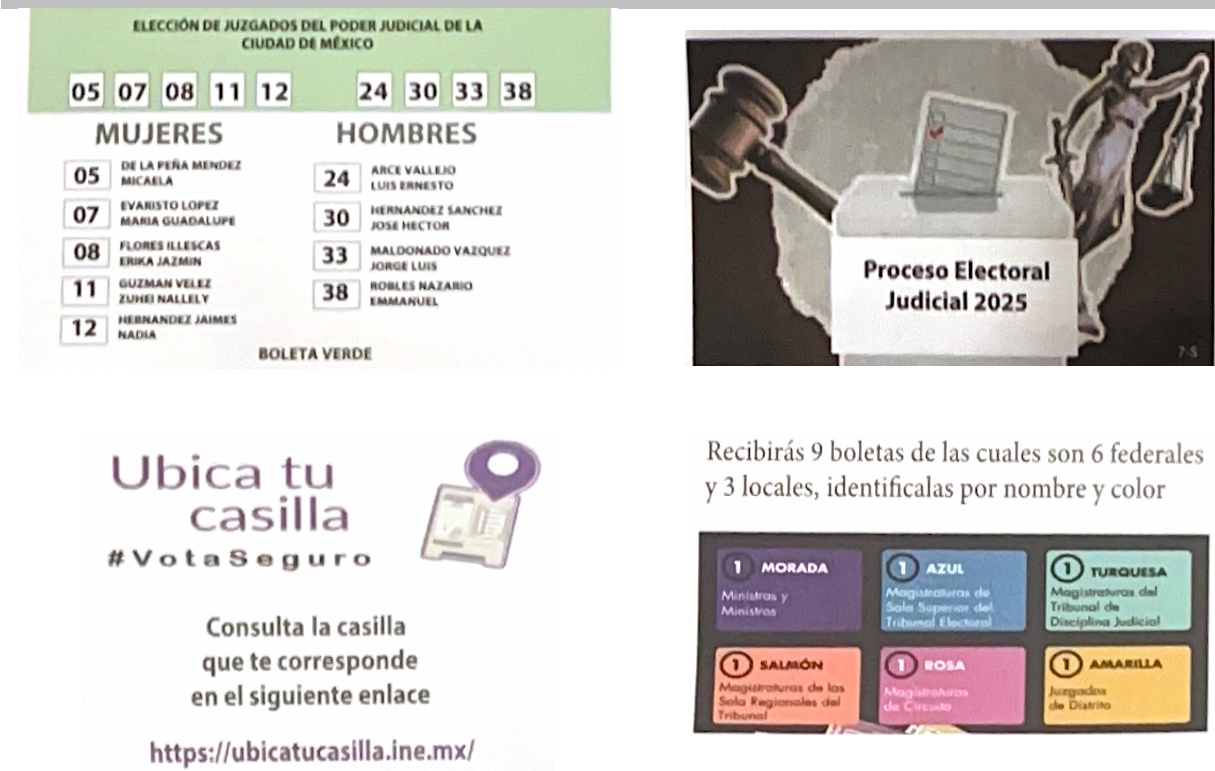 ELECCIÓN DE JUZGADOS DEL PODER JUDICIAL DE LA
CIUDAD DE MÉXICO
05 07 08 11 12 24 30 33 38
MUJERES
05 DE LA PEÑA MENDEZ
MICAELA
07 EVARISTO LOPEZ
MARIA GUADALUPE
08 FLORES ILLESCAS
ERIKA JAZMIN
11 GUZMAN VELEZ
ZUHEI NALLELY
12 HERNANDEZ JAIMES
NADIA
HOMBRES
24 ARCE VALLEJO
LUIS ERNESTO
30 HERNANDEZ SANCHEZ
JOSE HECTOR
33 MALDONADO VAZQUEZ
JORGE LUIS
38 ROBLES NAZARIO
EMMANUEL
BOLETA VERDE
Proceso Electoral
Judicial 2025
7-5
Ubica tu
casilla
#VotaSeguro
Consulta la casilla
que te corresponde
en el siguiente enlace
https://ubicatucasilla.ine.mx/
Recibirás 9 boletas de las cuales son 6 federales
y 3 locales, identificalas por nombre y color
1 MORADA
Ministras y
Ministros
1 AZUL
Magistraturas de
Sala Superior del
Tribunal Electoral
1 TURQUESA
Magistraturas del
Tribunal de
Disciplina Judicial
1 SALMÓN
Magistraturas de las
Sala Regionales del
Tribunal
1 ROSA
Magistraturas
de Circuito
1 AMARILLA
Juzgados
de Distrito